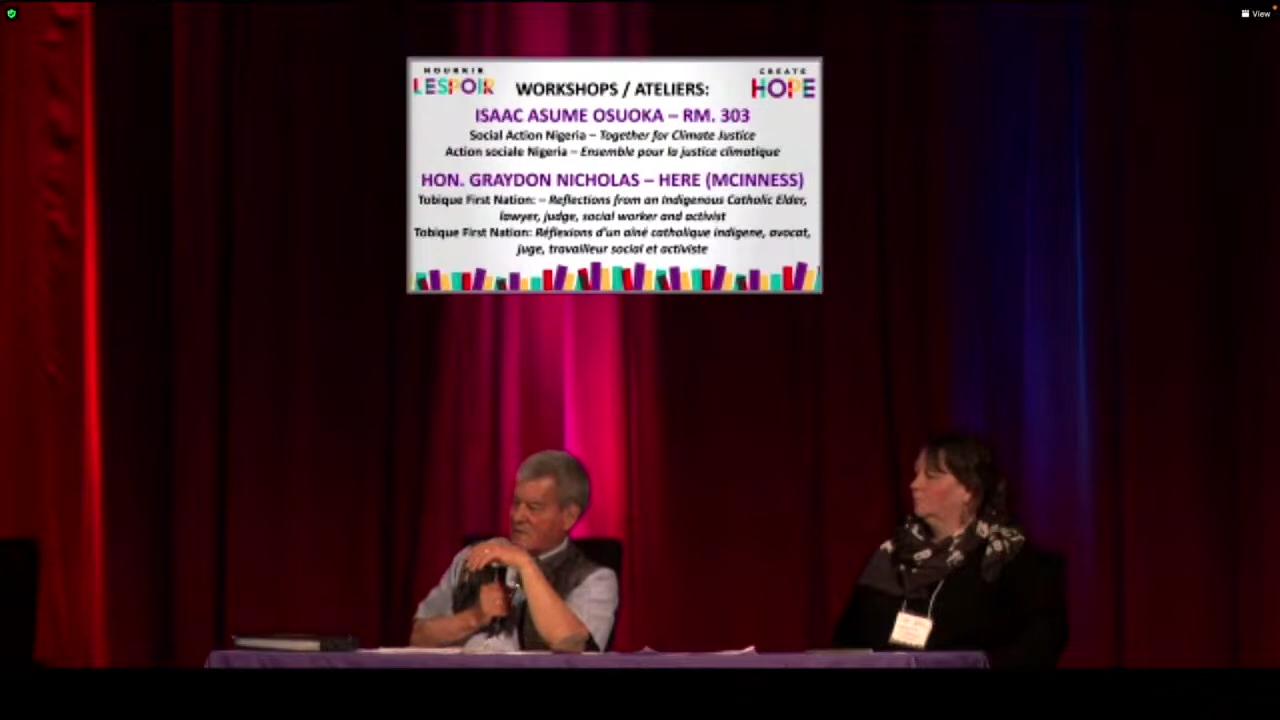 View
NOURRIR
L'ESPOIR
CREATE
HOPE
WORKSHOPS / ATELIERS:
ISAAC ASUME OSUOKA – RM. 303
Social Action Nigeria – Together for Climate Justice
Action sociale Nigeria – Ensemble pour la justice climatique
HON. GRAYDON NICHOLAS – HERE (MCINNESS)
Tobique First Nation: – Reflections from an Indigenous Catholic Elder,
lawyer, judge, social worker and activist
Tobique First Nation: Réflexions d'un aîné catholique indigene, avocat,
juge, travailleur social et activiste